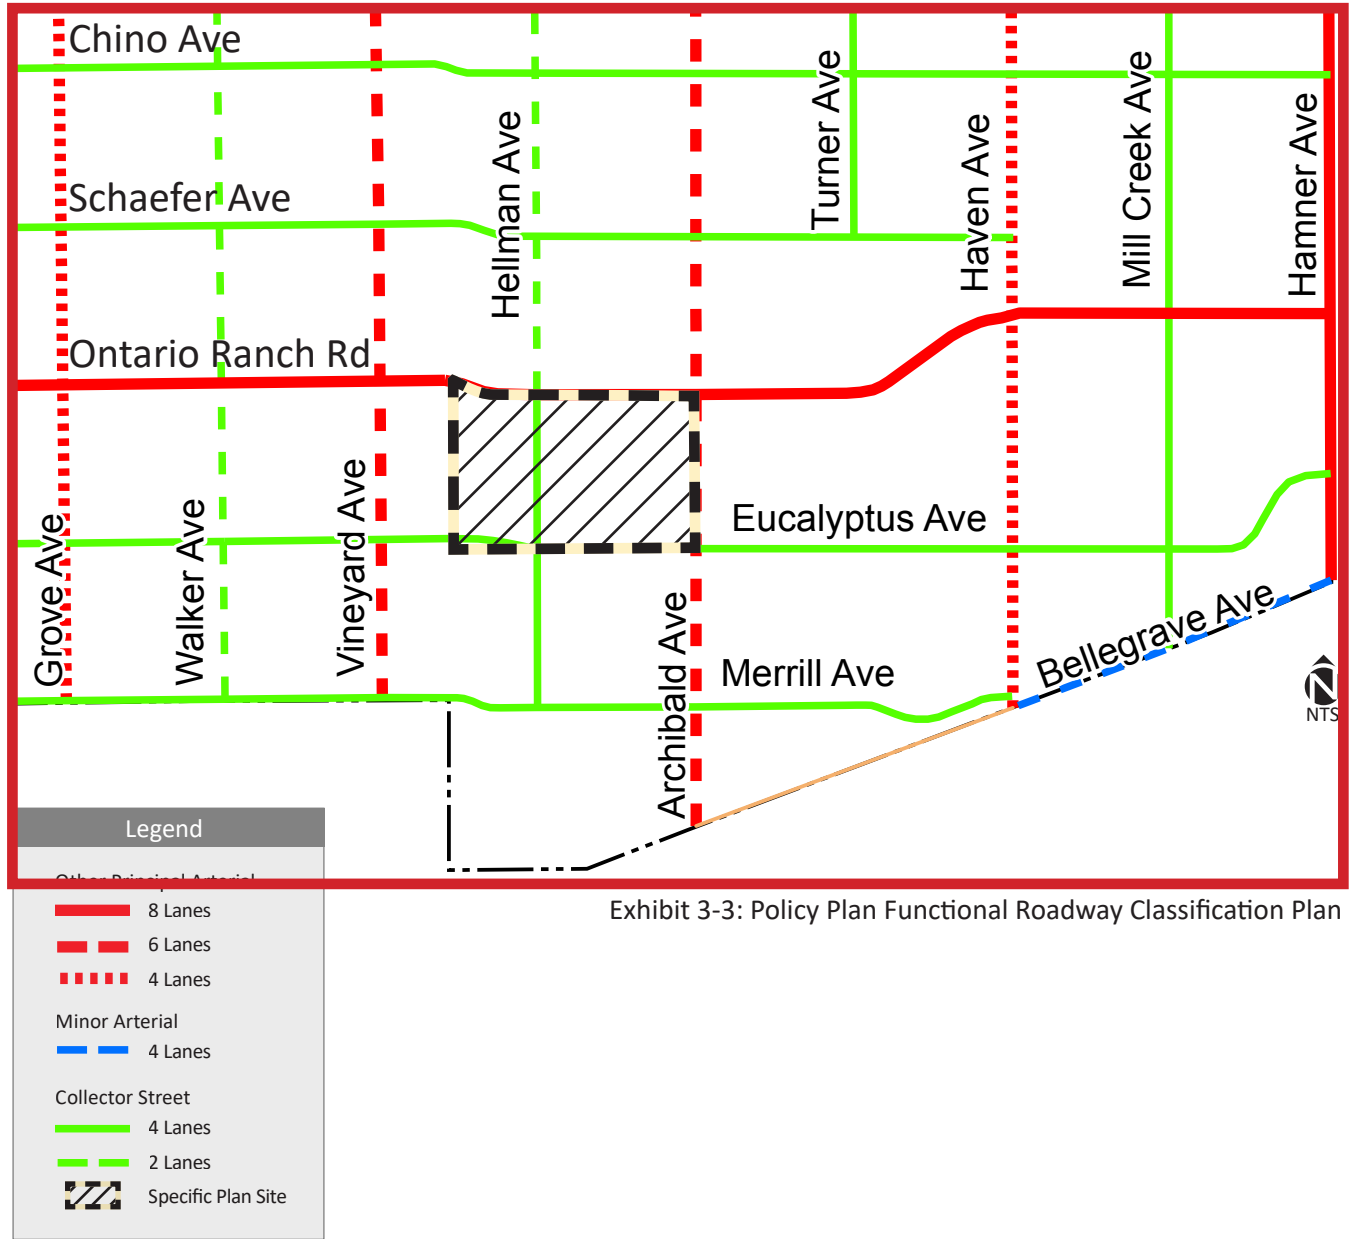 Chino Ave
Schaefer Ave
Ontario Ranch Rd
Hellman Ave
Turner Ave
Haven Ave
Mill Creek Ave
Hamner Ave
Grove Ave
Walker Ave
Vineyard Ave
Eucalyptus Ave
Archibald Ave
Merrill Ave
Bellegrave Ave
N
NTS
Legend
Other Principal Arterial
8 Lanes
6 Lanes
4 Lanes
Minor Arterial
4 Lanes
Collector Street
4 Lanes
2 Lanes
Specific Plan Site
Exhibit 3-3: Policy Plan Functional Roadway Classification Plan